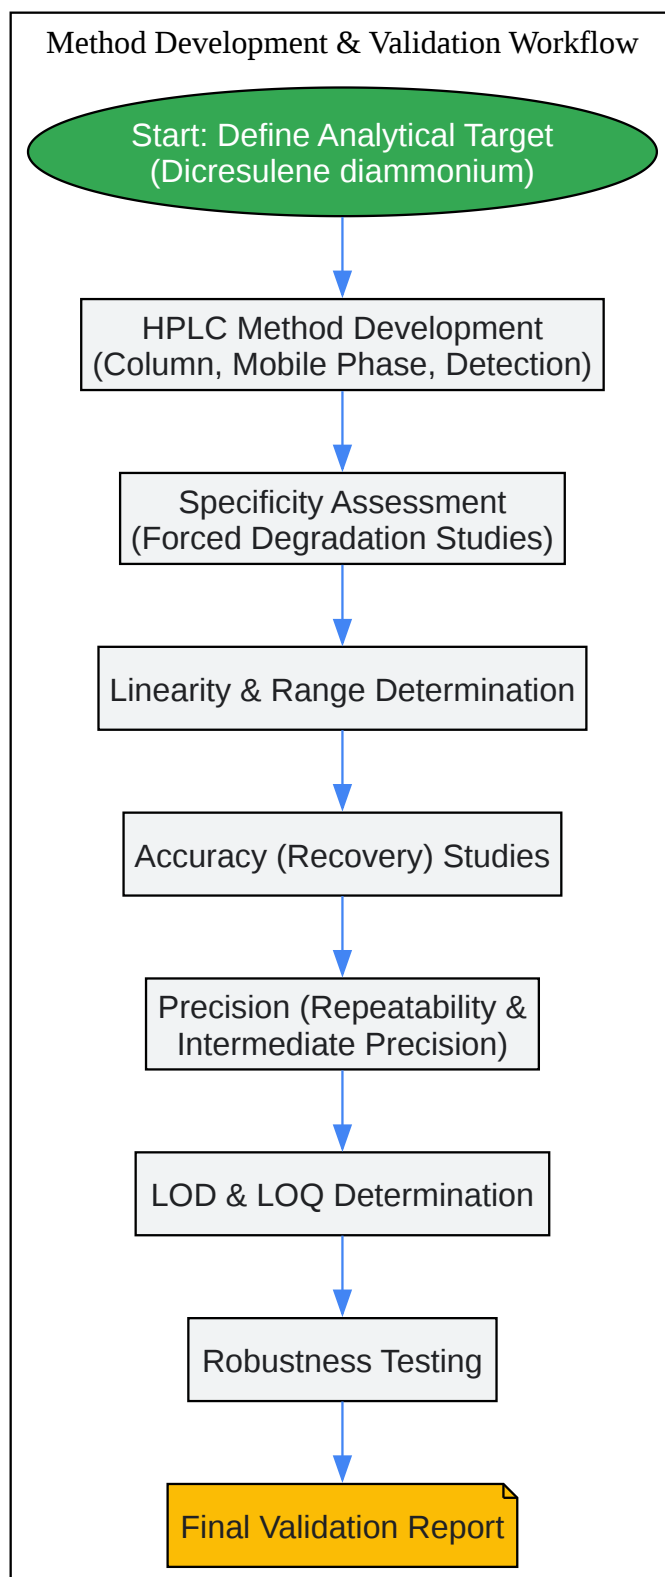 Method Development & Validation Workflow
Start: Define Analytical Target
(Dicresulene diammonium)
HPLC Method Development
(Column, Mobile Phase, Detection)
Specificity Assessment
(Forced Degradation Studies)
Linearity & Range Determination
Accuracy (Recovery) Studies
Precision (Repeatability &
Intermediate Precision)
LOD & LOQ Determination
Robustness Testing
Final Validation Report